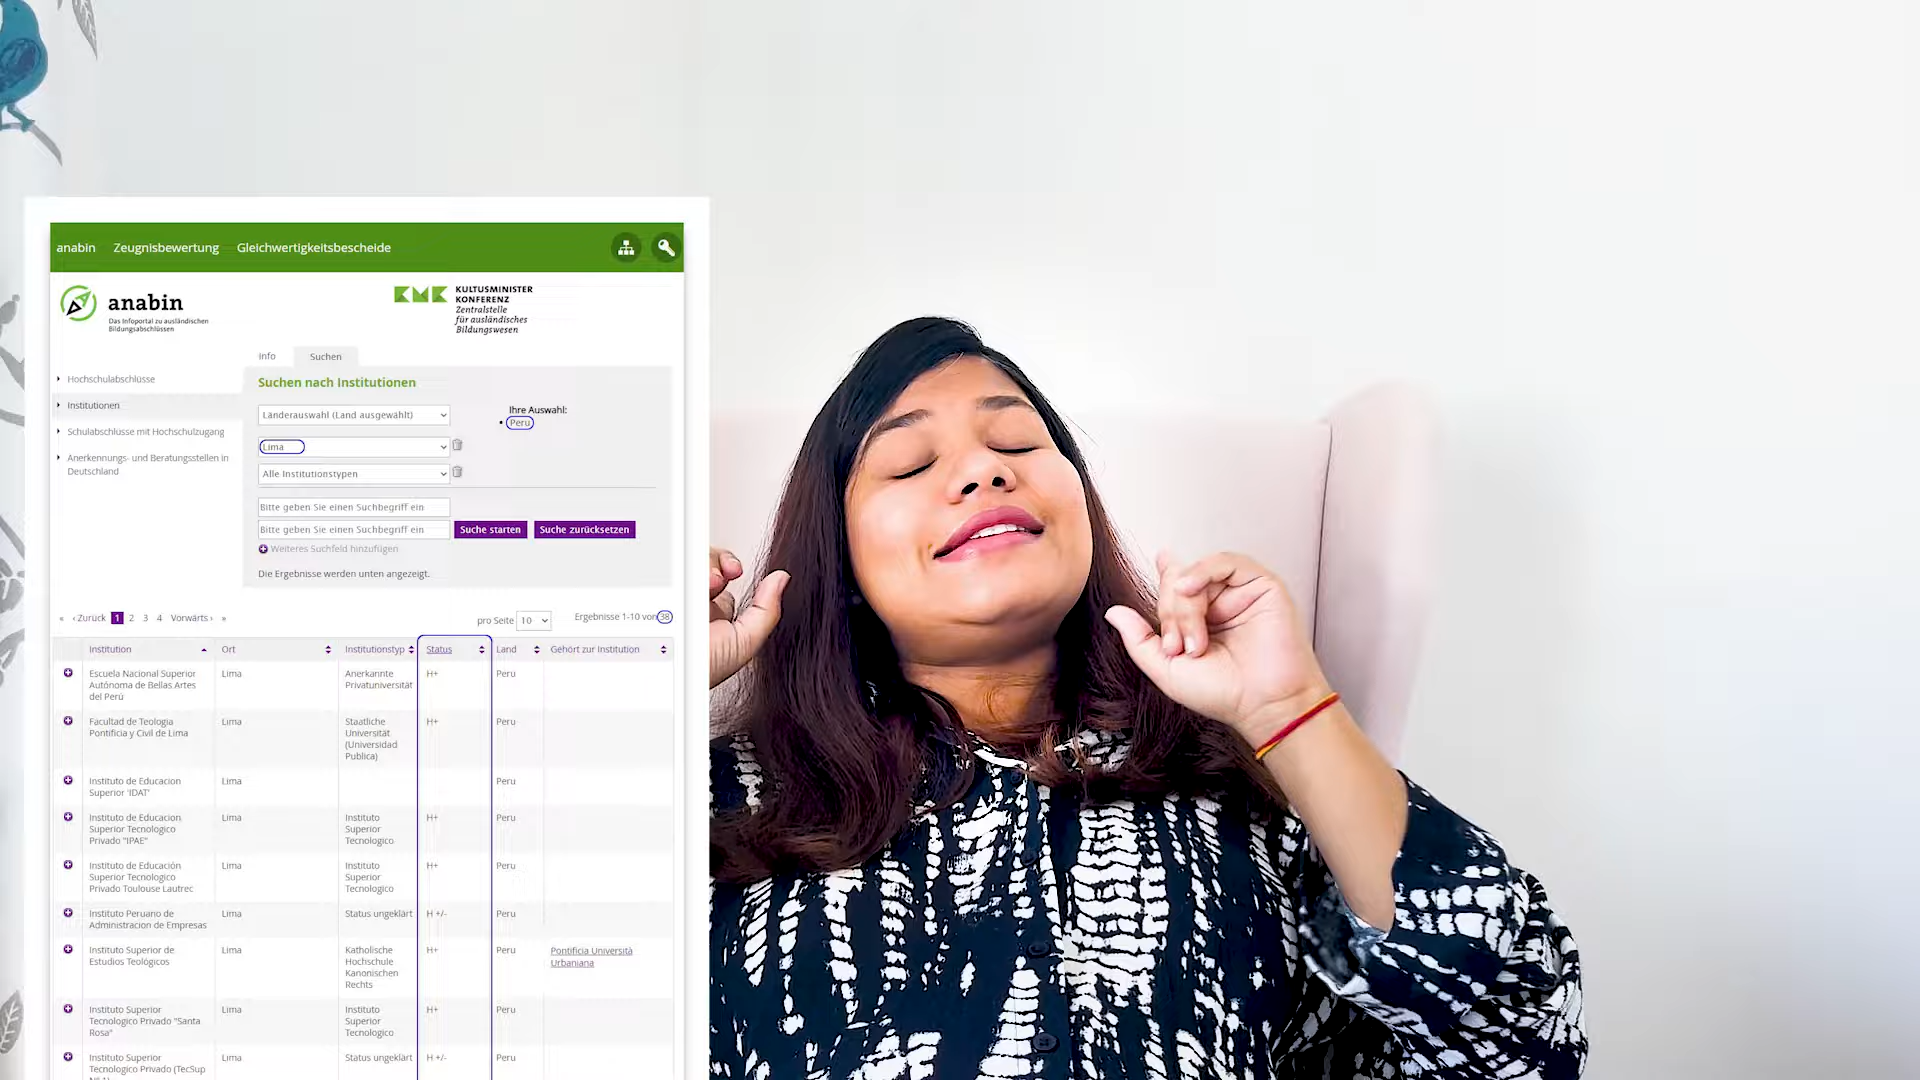 anabin Zeugnisbewertung Gleichwertigkeitsbescheide
anabin
Das Infoportal zu ausländischen
Bildungsabschlüssen
KMK KULTUSMINISTER
KONFERENZ
Zentralstelle
für ausländisches
Bildungswesen
Info Suchen
Hochschulabschlüsse
Institutionen
Schulabschlüsse mit Hochschulzugang
Anerkennungs- und Beratungsstellen in
Deutschland
Suchen nach Institutionen
Länderauswahl (Land ausgewählt)
Ihre Auswahl:
• Peru
Lima
Alle Institutionstypen
Bitte geben Sie einen Suchbegriff ein
Bitte geben Sie einen Suchbegriff ein Suche starten Suche zurücksetzen
Weiteres Suchfeld hinzufügen
Die Ergebnisse werden unten angezeigt.
« ‹ Zurück 1 2 3 4 Vorwärts › »
pro Seite 10 Ergebnisse 1-10 von 38
Institution Ort Institutionstyp Status Land Gehört zur Institution
Escuela Nacional Superior
Autónoma de Bellas Artes
del Perú
Lima
Anerkannte
Privatuniversität
H+
Peru
Facultad de Teologia
Pontificia y Civil de Lima
Lima
Staatliche
Universität
(Universidad
Publica)
H+
Peru
Instituto de Educacion
Superior 'IDAT'
Lima
Peru
Instituto de Educacion
Superior Tecnologico
Privado "IPAE"
Lima
Instituto
Superior
Tecnologico
H+
Peru
Instituto de Educación
Superior Tecnologico
Privado Toulouse Lautrec
Lima
Instituto
Superior
Tecnologico
H+
Peru
Instituto Peruano de
Administracion de Empresas
Lima
Status ungeklärt
H +/-
Peru
Instituto Superior de
Estudios Teológicos
Lima
Katholische
Hochschule
Kanonischen
Rechts
H+
Peru
Pontificia Università
Urbaniana
Instituto Superior
Tecnologico Privado "Santa
Rosa"
Lima
Instituto
Superior
Tecnologico
H+
Peru
Instituto Superior
Tecnologico Privado (TecSup
Lima
Status ungeklärt
H +/-
Peru